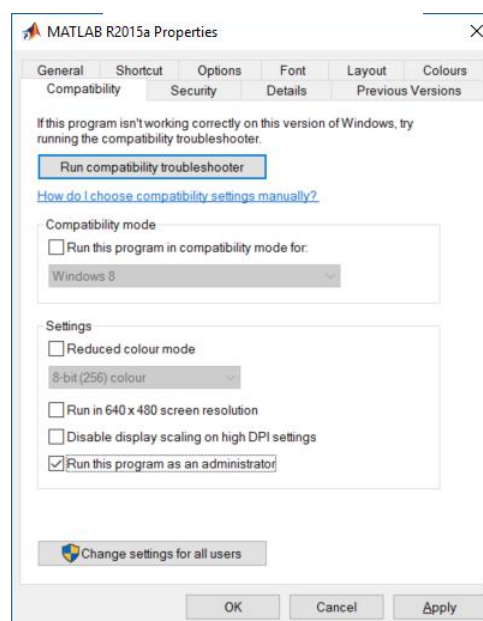 MATLAB R2015a Properties
General Shortcut Options Font Layout Colours
Compatibility Security Details Previous Versions
If this program isn't working correctly on this version of Windows, try
running the compatibility troubleshooter.
Run compatibility troubleshooter
How do I choose compatibility settings manually?
Compatibility mode
Run this program in compatibility mode for:
Windows 8
Settings
Reduced colour mode
8-bit (256) colour
Run in 640 x 480 screen resolution
Disable display scaling on high DPI settings
Run this program as an administrator
Change settings for all users
OK Cancel Apply